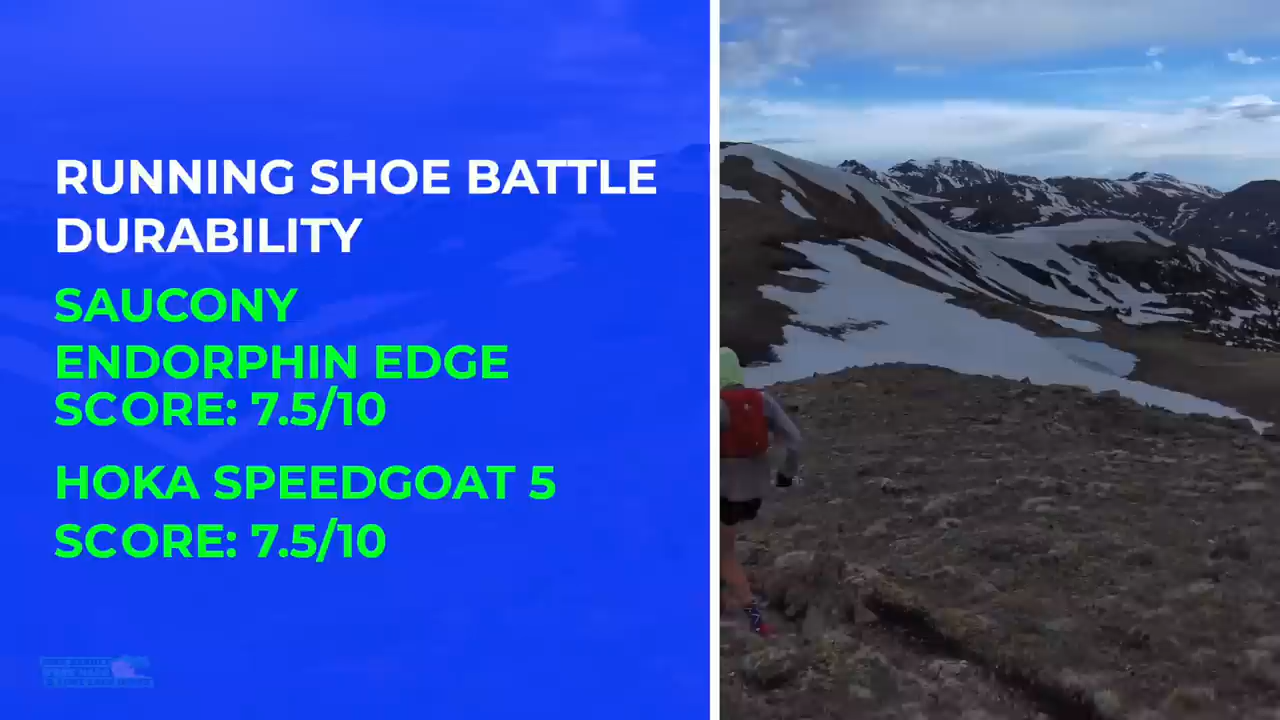 RUNNING SHOE BATTLE
DURABILITY
SAUCONY
ENDORPHIN EDGE
SCORE: 7.5/10
HOKA SPEEDGOAT 5
SCORE: 7.5/10